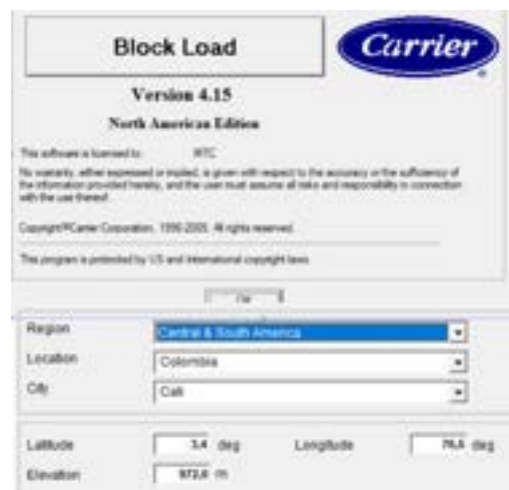 Block Load
Carrier
Version 4.15
North American Edition
This software is licensed to: MTC
No warranty, either expressed or implied, is given with respect to the accuracy or the sufficiency of
the information provided hereby, and the user must assume all risks and responsibility in connection
with the use thereof.
Copyright©Carrier Corporation, 1990-2005. All rights reserved.
This program is protected by US and international copyright laws.
Region Central & South America
Location Colombia
City Cali
Latitude 3,4 deg Longitude 76,5 deg
Elevation 972,0 m